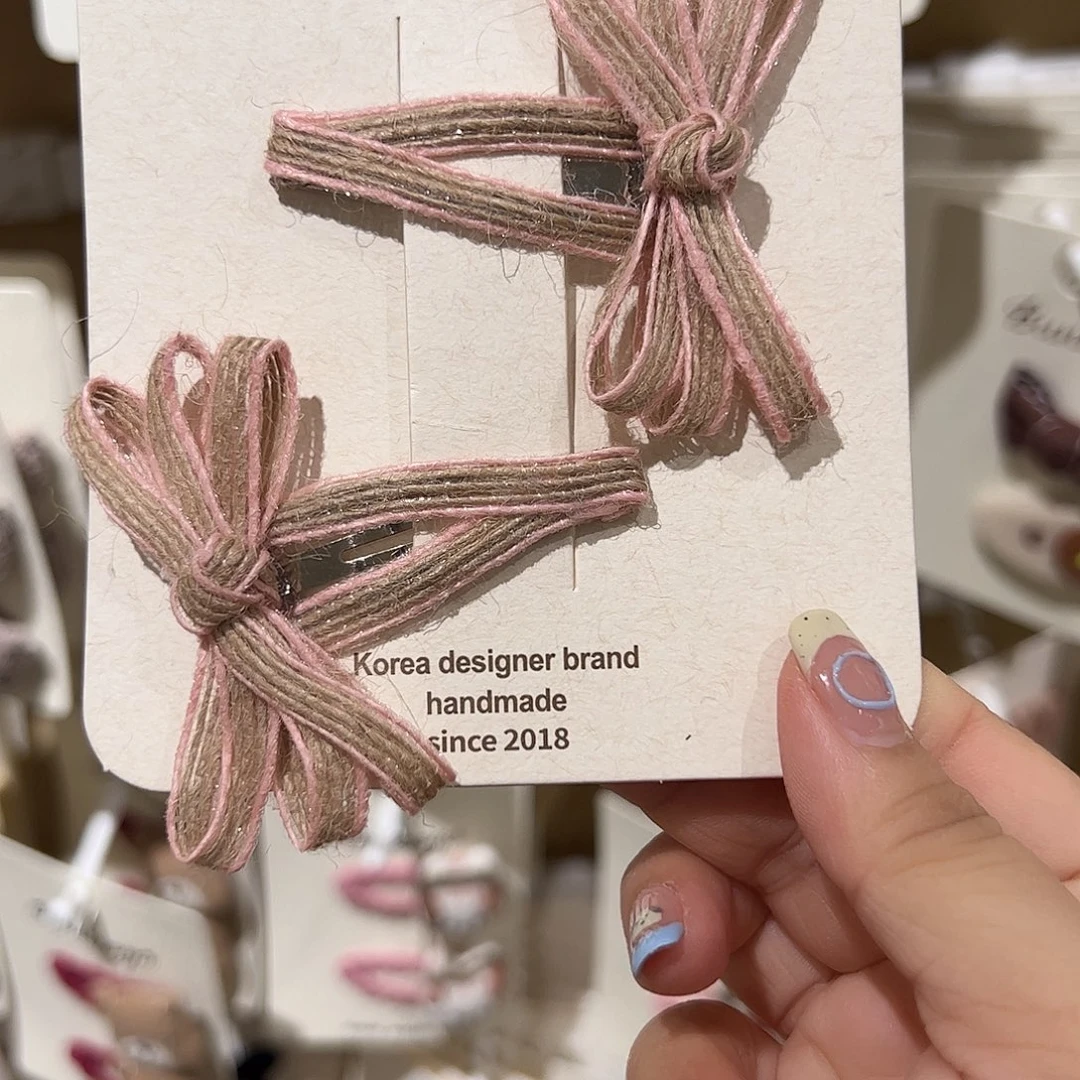 Korea designer brand
handmade
since 2018